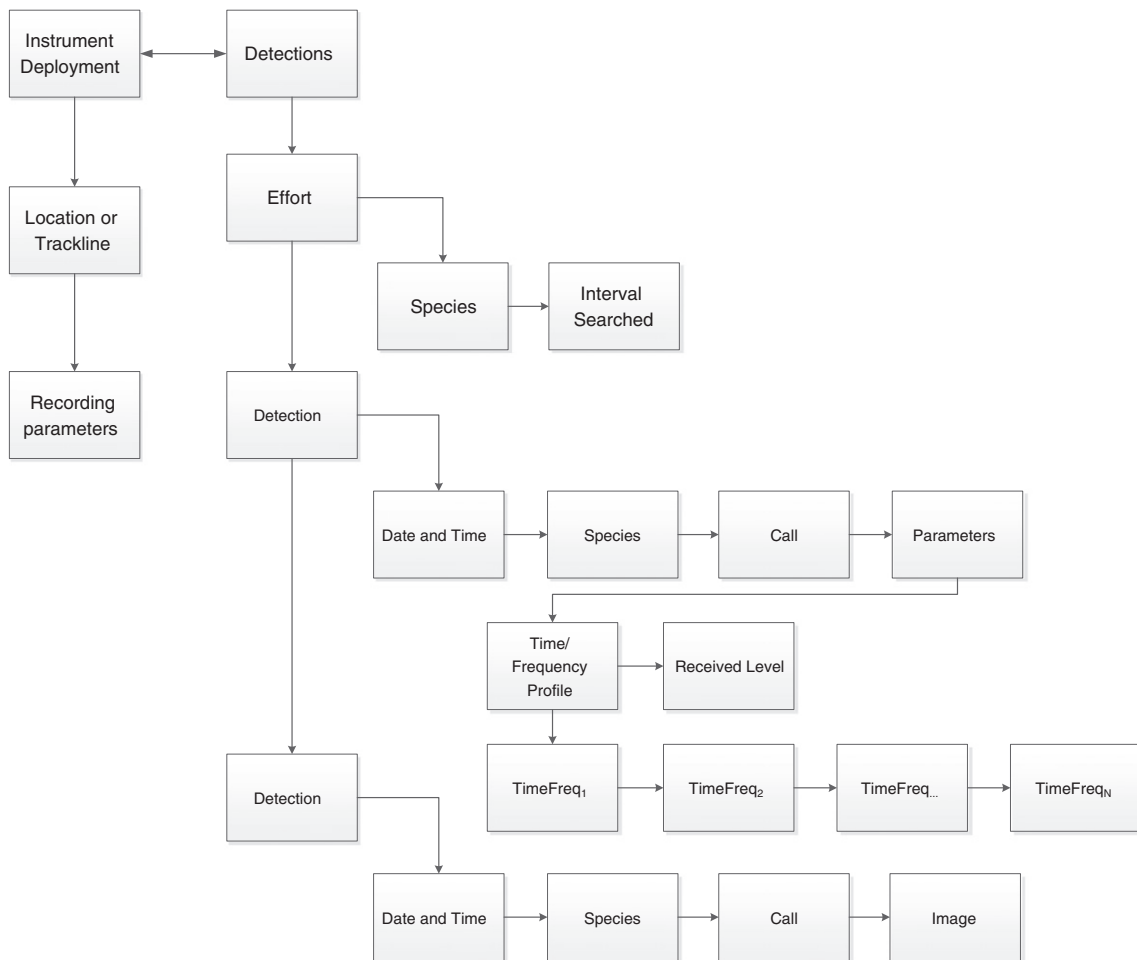 Instrument
Deployment
Detections
Effort
Location or
Trackline
Species
Interval
Searched
Recording
parameters
Detection
Date and Time
Species
Call
Parameters
Time/
Frequency
Profile
Received Level
Detection
TimeFreq₁
TimeFreq₂
TimeFreq...
TimeFreqN
Date and Time
Species
Call
Image